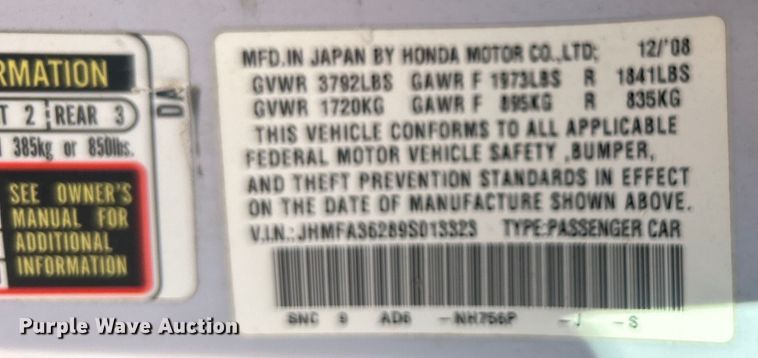 RMATION
T 2 REAR 3
385kg or 850lbs.
SEE OWNER'S
MANUAL FOR
ADDITIONAL
INFORMATION
MFD.IN JAPAN BY HONDA MOTOR CO.,LTD; 12/'08
GVWR 3792LBS GAWR F 1973LBS R 1841LBS
GVWR 1720KG GAWR F 895KG R 835KG
THIS VEHICLE CONFORMS TO ALL APPLICABLE
FEDERAL MOTOR VEHICLE SAFETY ,BUMPER,
AND THEFT PREVENTION STANDARDS IN EFFECT
ON THE DATE OF MANUFACTURE SHOWN ABOVE.
V.I.N.:JHMFA36289S013323 TYPE:PASSENGER CAR
SNC 9 AD6 -NH756P -J -S
Purple Wave Auction